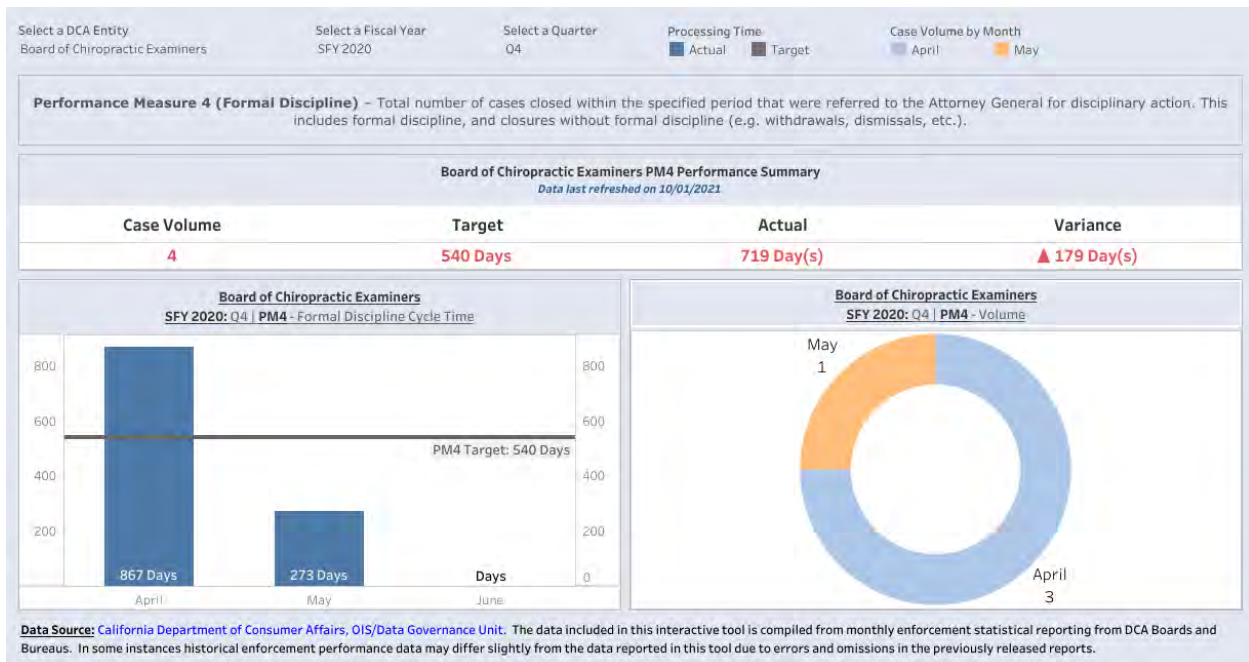 Select a DCA Entity
Select a Fiscal Year
Select a Quarter
Processing Time
Case Volume by Month
Board of Chiropractic Examiners
SFY 2020
Q4
Actual
Target
April
May
Performance Measure 4 (Formal Discipline) – Total number of cases closed within the specified period that were referred to the Attorney General for disciplinary action. This
includes formal discipline, and closures without formal discipline (e.g. withdrawals, dismissals, etc.).
Board of Chiropractic Examiners PM4 Performance Summary
Data last refreshed on 10/01/2021
Case Volume
Target
Actual
Variance
4
540 Days
719 Day(s)
▲ 179 Day(s)
Board of Chiropractic Examiners
SFY 2020: Q4 | PM4 - Formal Discipline Cycle Time
800
600
400
200
800
600
400
200
0
PM4 Target: 540 Days
867 Days
273 Days
Days
April
May
June
Board of Chiropractic Examiners
SFY 2020: Q4 | PM4 - Volume
May
1
April
3
Data Source: California Department of Consumer Affairs, OIS/Data Governance Unit. The data included in this interactive tool is compiled from monthly enforcement statistical reporting from DCA Boards and
Bureaus. In some instances historical enforcement performance data may differ slightly from the data reported in this tool due to errors and omissions in the previously released reports.